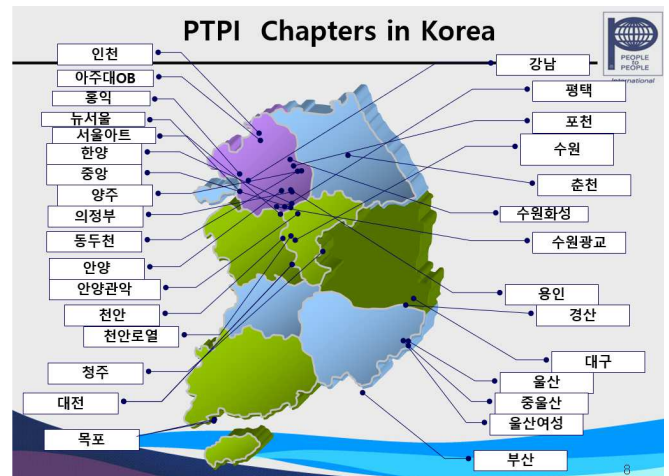 PTPI Chapters in Korea
PEOPLE
to
PEOPLE
International
인천
아주대OB
홍익
뉴서울
서울아트
한양
중앙
양주
의정부
동두천
안양
안양관악
천안
천안로열
청주
대전
목포
강남
평택
포천
수원
춘천
수원화성
수원광교
용인
경산
대구
울산
중울산
울산여성
부산
8